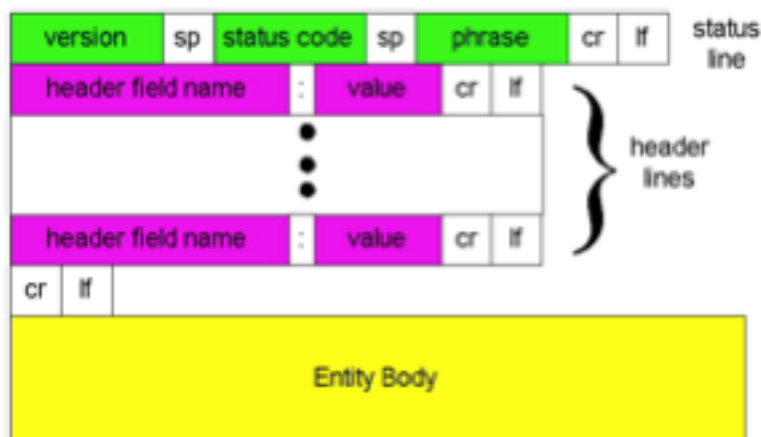 version sp status code sp phrase cr lf
status
line
header field name : value cr lf
header
lines
header field name : value cr lf
cr lf
Entity Body